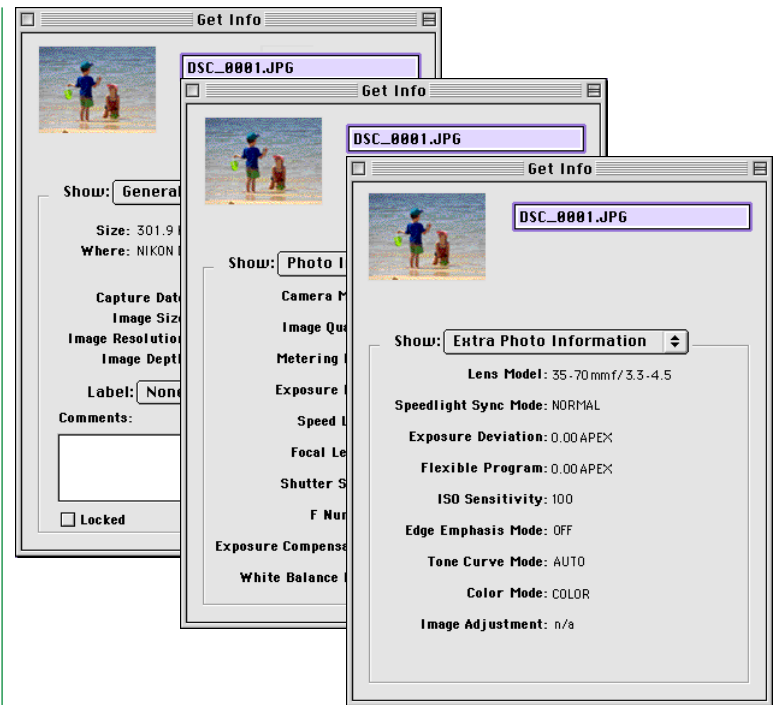 Get Info
DSC_0001.JPG
Show: General
Size: 301.9
Where: NIKON
Capture Date
Image Size
Image Resolution
Image Depth
Label: None
Comments:
Locked
Get Info
DSC_0001.JPG
Show: Photo
Camera
Image
Metering
Exposure
Speed
Focal
Shutter
F
Exposure
White Balance
Get Info
DSC_0001.JPG
Show: Extra Photo Information
Lens Model: 35-70mmf/3.3-4.5
Speedlight Sync Mode: NORMAL
Exposure Deviation: 0.00APEX
Flexible Program: 0.00APEX
ISO Sensitivity: 100
Edge Emphasis Mode: OFF
Tone Curve Mode: AUTO
Color Mode: COLOR
Image Adjustment: n/a